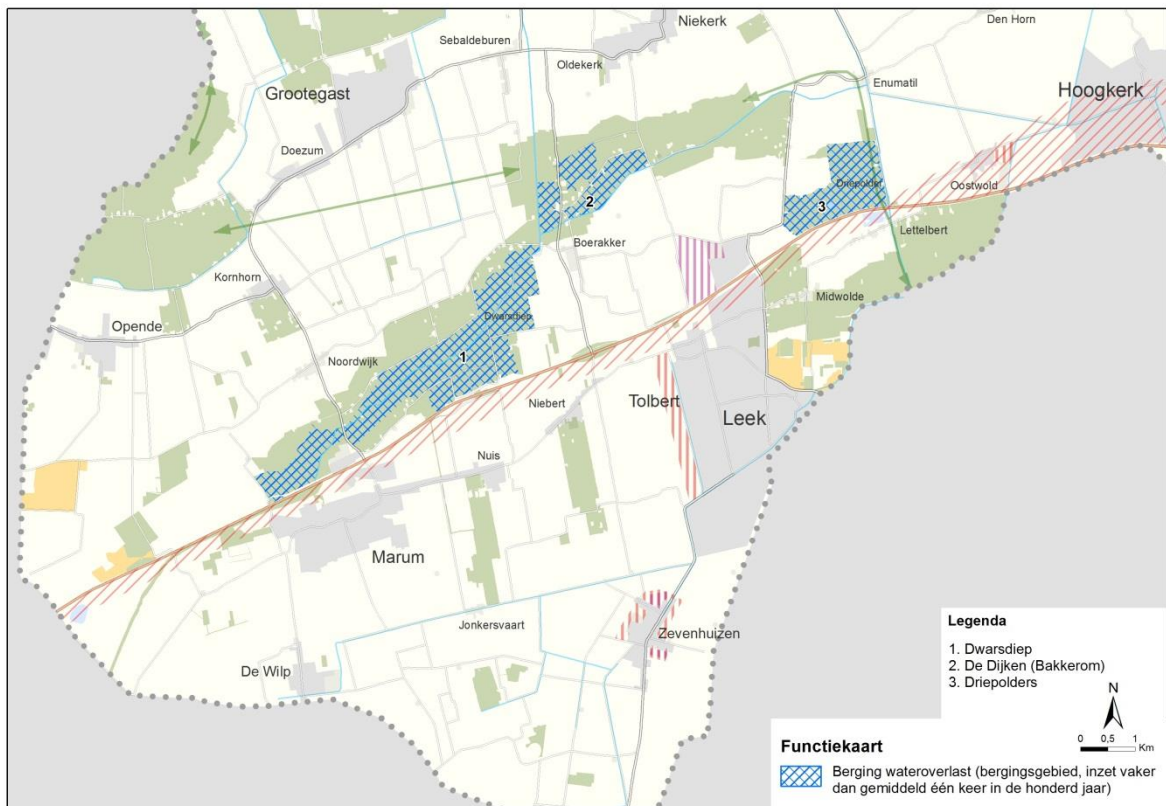 Den Horn
Niekerk
Sebaldeburen
Oldekerk
Enumatil
Hoogkerk
Grootegast
Doezum
Driepolder
Oostwold
2
3
Lettelbert
Boerakker
Kornhorn
Midwolde
Dwarsdiep
Opende
Noordwijk
1
Niebert
Tolbert
Leek
Nuis
Marum
Jonkersvaart
Zevenhuizen
De Wilp
Legenda
1. Dwarsdiep
2. De Dijken (Bakkerom)
3. Driepolders
N
0 0,5 1
Km
Functiekaart
Berging wateroverlast (bergingsgebied, inzet vaker
dan gemiddeld één keer in de honderd jaar)